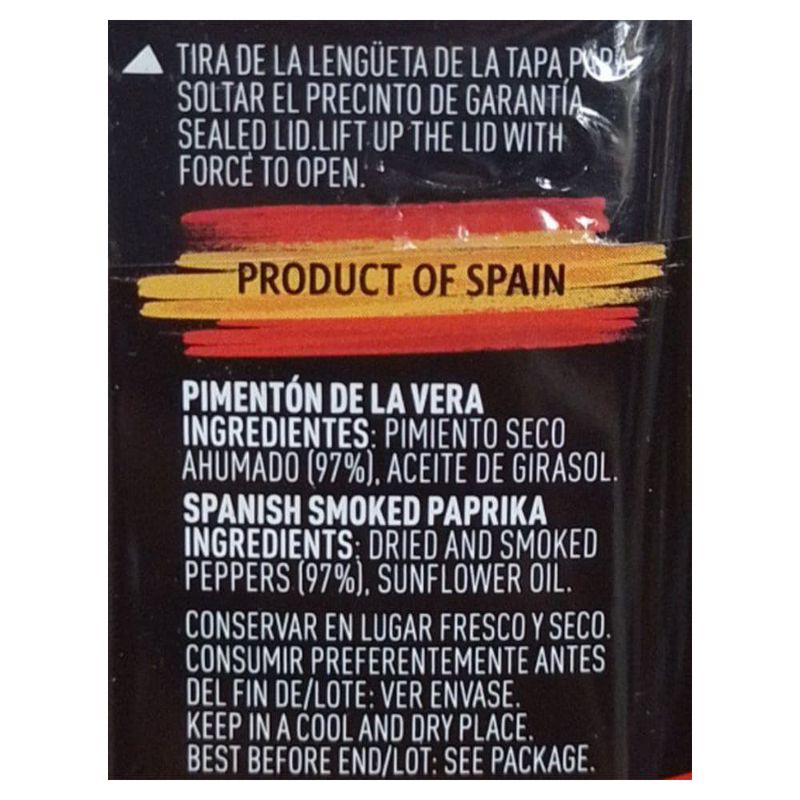 TIRA DE LA LENGÜETA DE LA TAPA PARA
SOLTAR EL PRECINTO DE GARANTÍA
SEALED LID.LIFT UP THE LID WITH
FORCE TO OPEN.
PRODUCT OF SPAIN
PIMENTÓN DE LA VERA
INGREDIENTES: PIMIENTO SECO
AHUMADO (97%), ACEITE DE GIRASOL.
SPANISH SMOKED PAPRIKA
INGREDIENTS: DRIED AND SMOKED
PEPPERS (97%), SUNFLOWER OIL.
CONSERVAR EN LUGAR FRESCO Y SECO.
CONSUMIR PREFERENTEMENTE ANTES
DEL FIN DE/LOTE: VER ENVASE.
KEEP IN A COOL AND DRY PLACE.
BEST BEFORE END/LOT: SEE PACKAGE.